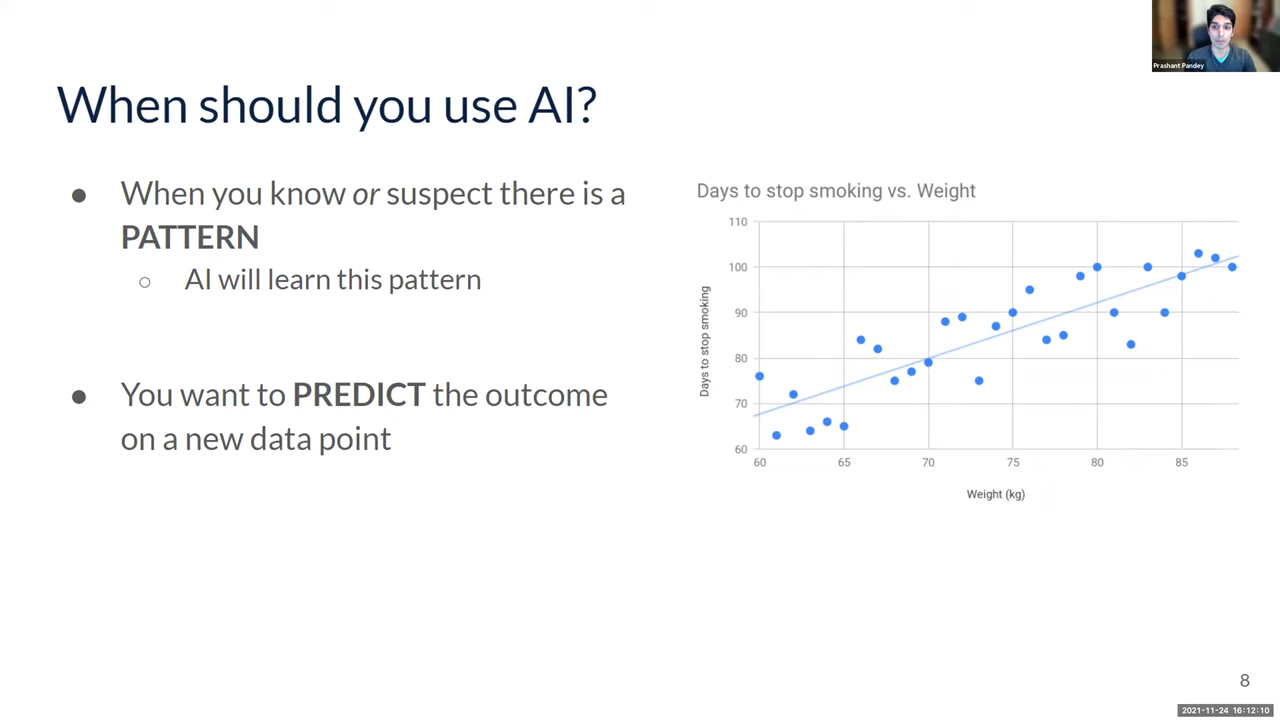 Prashant Pandey
When should you use AI?
● When you know or suspect there is a
PATTERN
○ AI will learn this pattern
● You want to PREDICT the outcome
on a new data point
Days to stop smoking vs. Weight
Days to stop smoking
110
100
90
80
70
60
60 65 70 75 80 85
Weight (kg)
8
2021-11-24 16:12:10